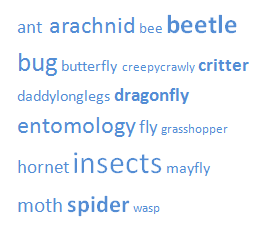 ant arachnid bee beetle
bug butterfly creepycrawly critter
daddylonglegs dragonfly
entomology fly grasshopper
hornet insects mayfly
moth spider wasp